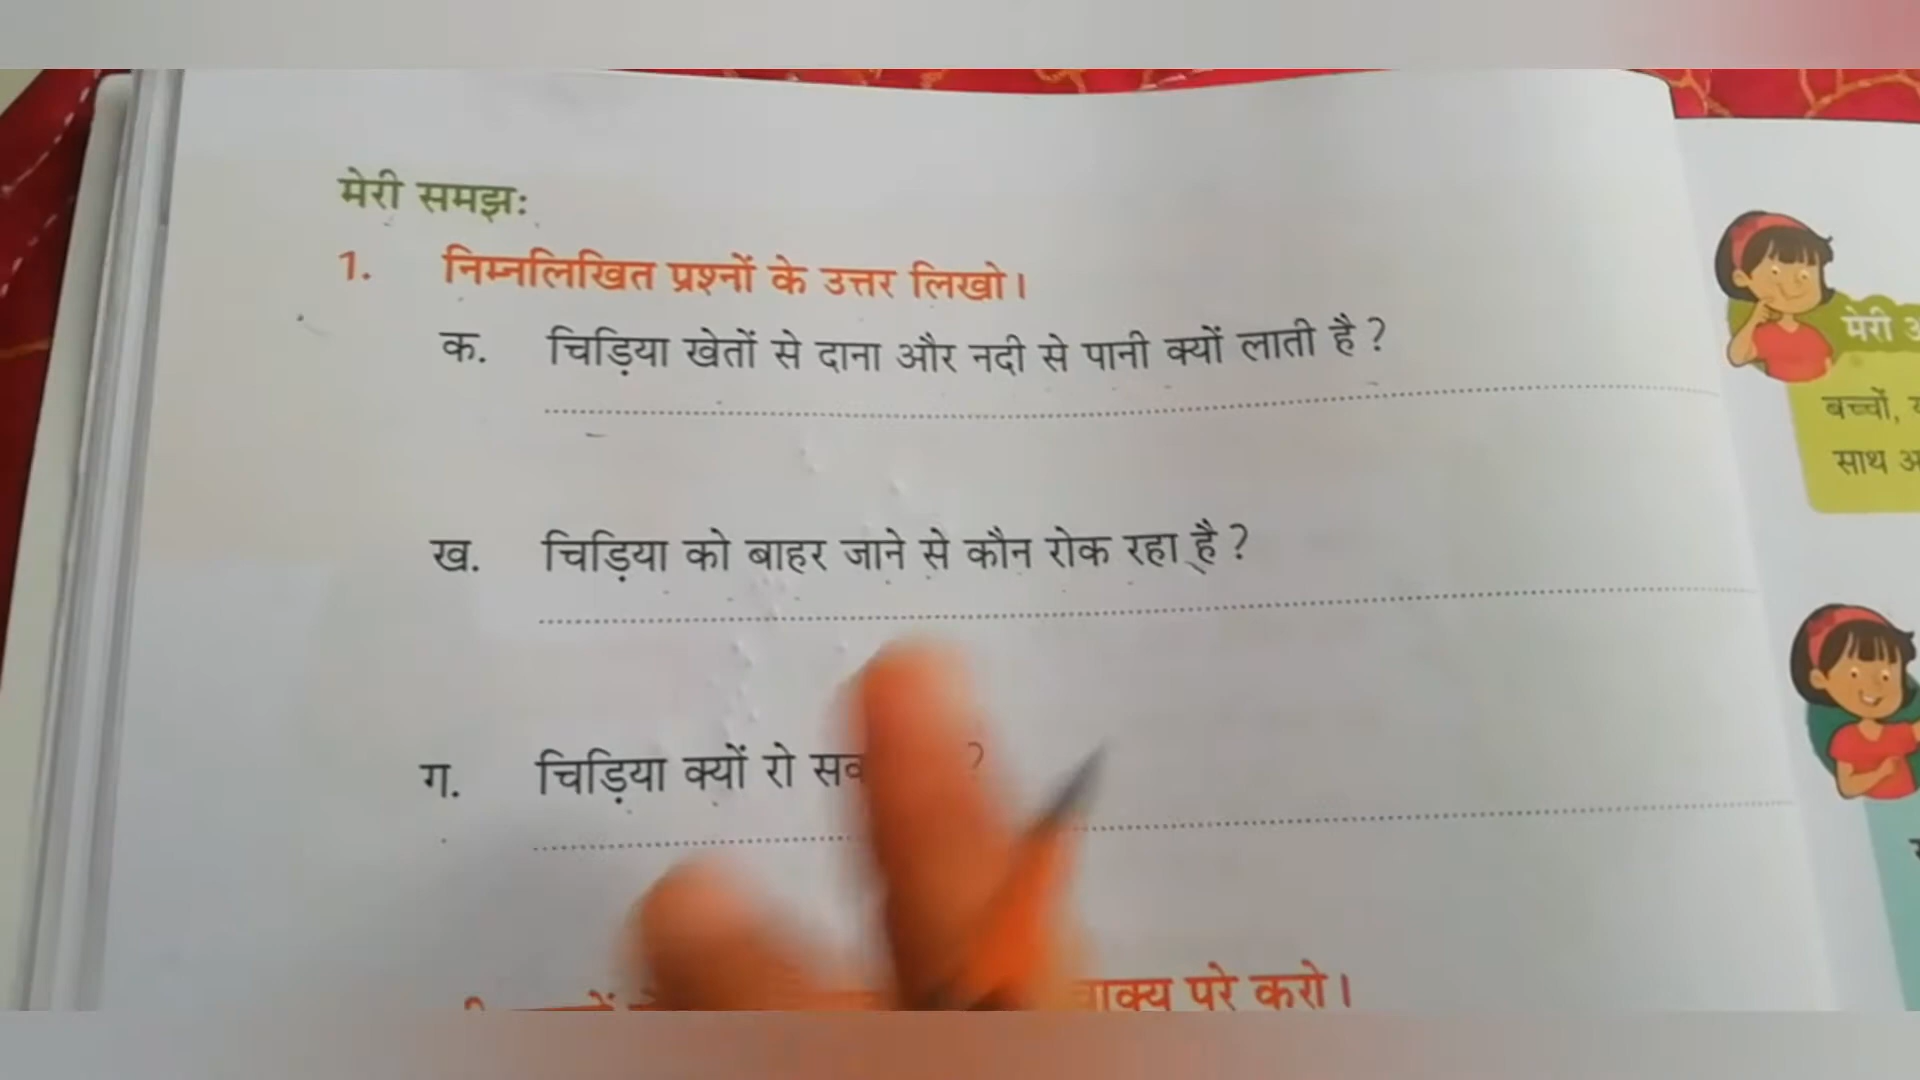 मेरी समझः
1. निम्नलिखित प्रश्नों के उत्तर लिखो।
क. चिड़िया खेतों से दाना और नदी से पानी क्यों लाती है ?
ख. चिड़िया को बाहर जाने से कौन रोक रहा है ?
ग. चिड़िया क्यों रो ?
वाक्य पूरे करो।
मेरी
बच्चों,
साथ